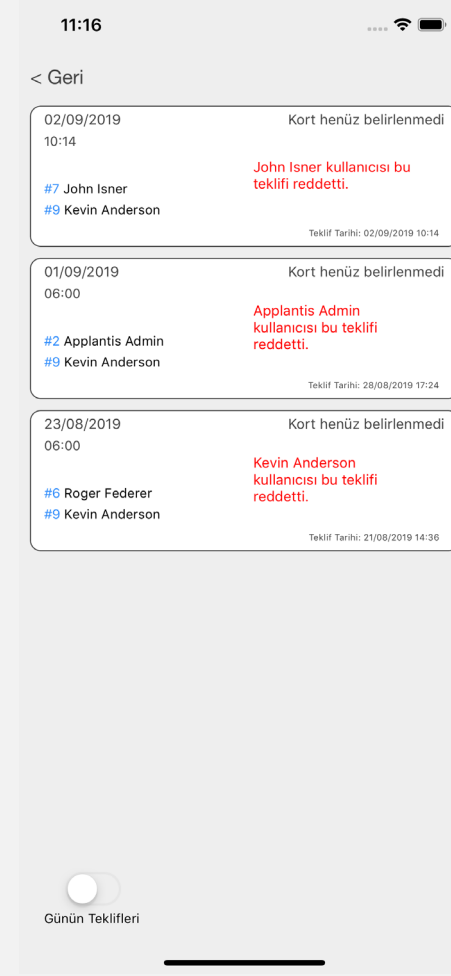 11:16
< Geri
02/09/2019 Kort henüz belirlenmedi
10:14
John Isner kullanıcısı bu
teklifi reddetti.
#7 John Isner
#9 Kevin Anderson
Teklif Tarihi: 02/09/2019 10:14
01/09/2019 Kort henüz belirlenmedi
06:00
Applantis Admin
kullanıcısı bu teklifi
reddetti.
#2 Applantis Admin
#9 Kevin Anderson
Teklif Tarihi: 28/08/2019 17:24
23/08/2019 Kort henüz belirlenmedi
06:00
Kevin Anderson
kullanıcısı bu teklifi
reddetti.
#6 Roger Federer
#9 Kevin Anderson
Teklif Tarihi: 21/08/2019 14:36
Günün Teklifleri